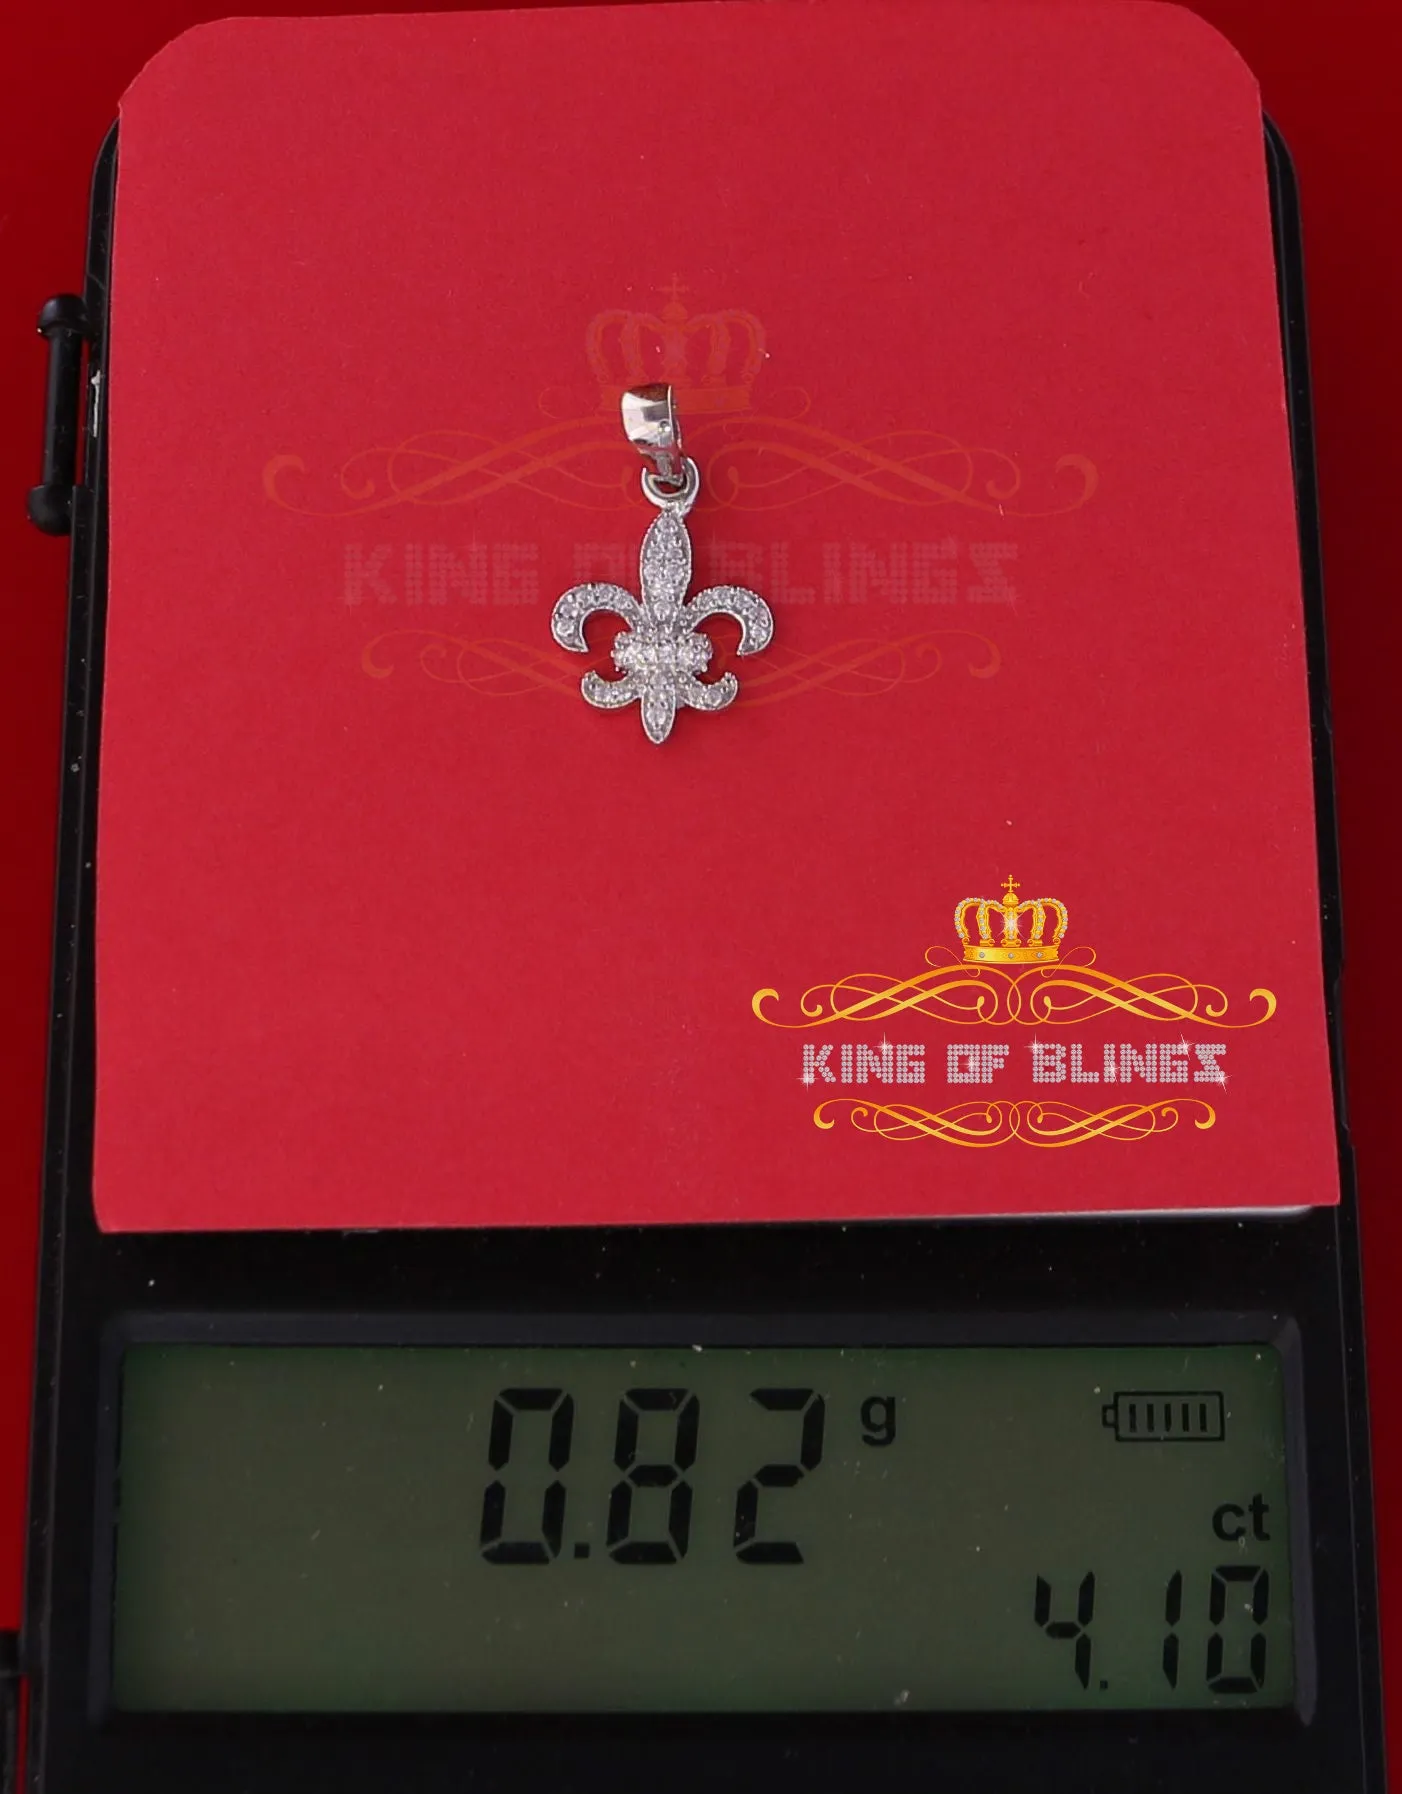 KING OF BLINGS
KING OF BLINGS
0.82 g
ct
4.10